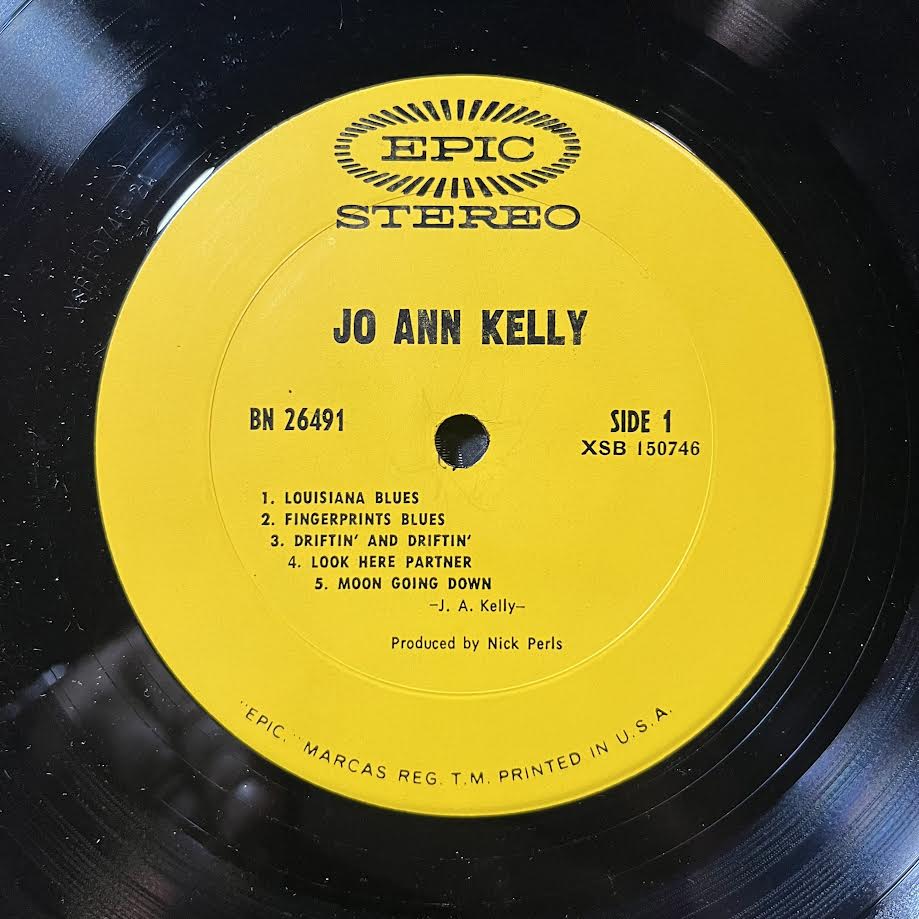 EPIC
STEREO
JO ANN KELLY
BN 26491
SIDE 1
XSB 150746
1. LOUISIANA BLUES
2. FINGERPRINTS BLUES
3. DRIFTIN' AND DRIFTIN'
4. LOOK HERE PARTNER
5. MOON GOING DOWN
—J. A. Kelly—
Produced by Nick Perls
"EPIC," MARCAS REG. T.M. PRINTED IN U.S.A.